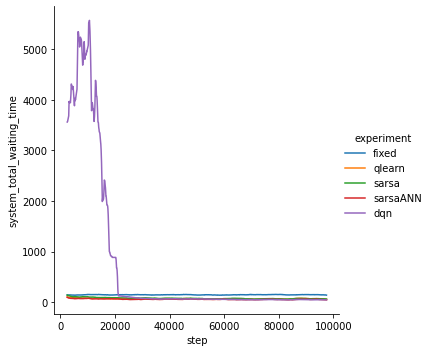 system_total_waiting_time
5000
4000
3000
2000
1000
0
0
20000
40000
60000
80000
100000
step
experiment
fixed
qlearn
sarsa
sarsaANN
dqn